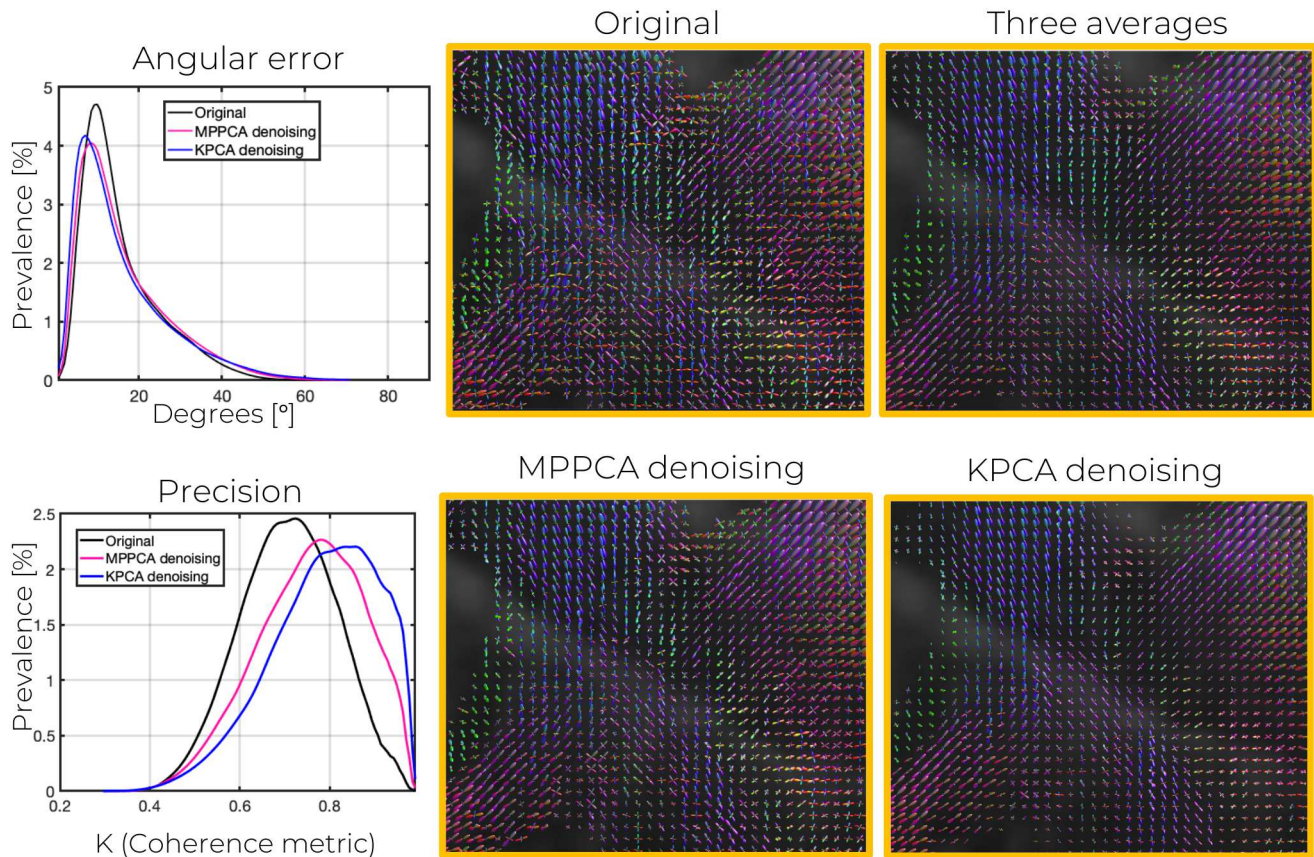 Angular error
Prevalence [%]
5
4
3
2
1
0
20
40
60
80
Degrees [°]
Original
MPPCA denoising
KPCA denoising
Original
Three averages
Precision
Prevalence [%]
2.5
2
1.5
1
0.5
0
0.2
0.4
0.6
0.8
K (Coherence metric)
Original
MPPCA denoising
KPCA denoising
MPPCA denoising
KPCA denoising